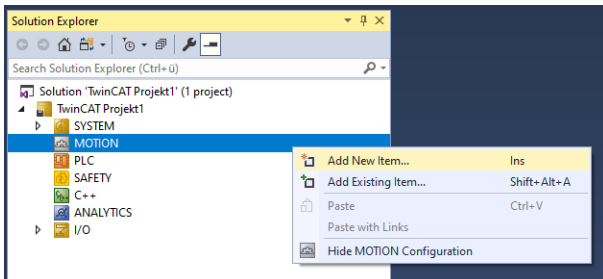 Solution Explorer
Search Solution Explorer (Ctrl+ü)
Solution 'TwinCAT Projekt1' (1 project)
TwinCAT Projekt1
SYSTEM
MOTION
PLC
SAFETY
C++
ANALYTICS
I/O
Add New Item... Ins
Add Existing Item... Shift+Alt+A
Paste Ctrl+V
Paste with Links
Hide MOTION Configuration